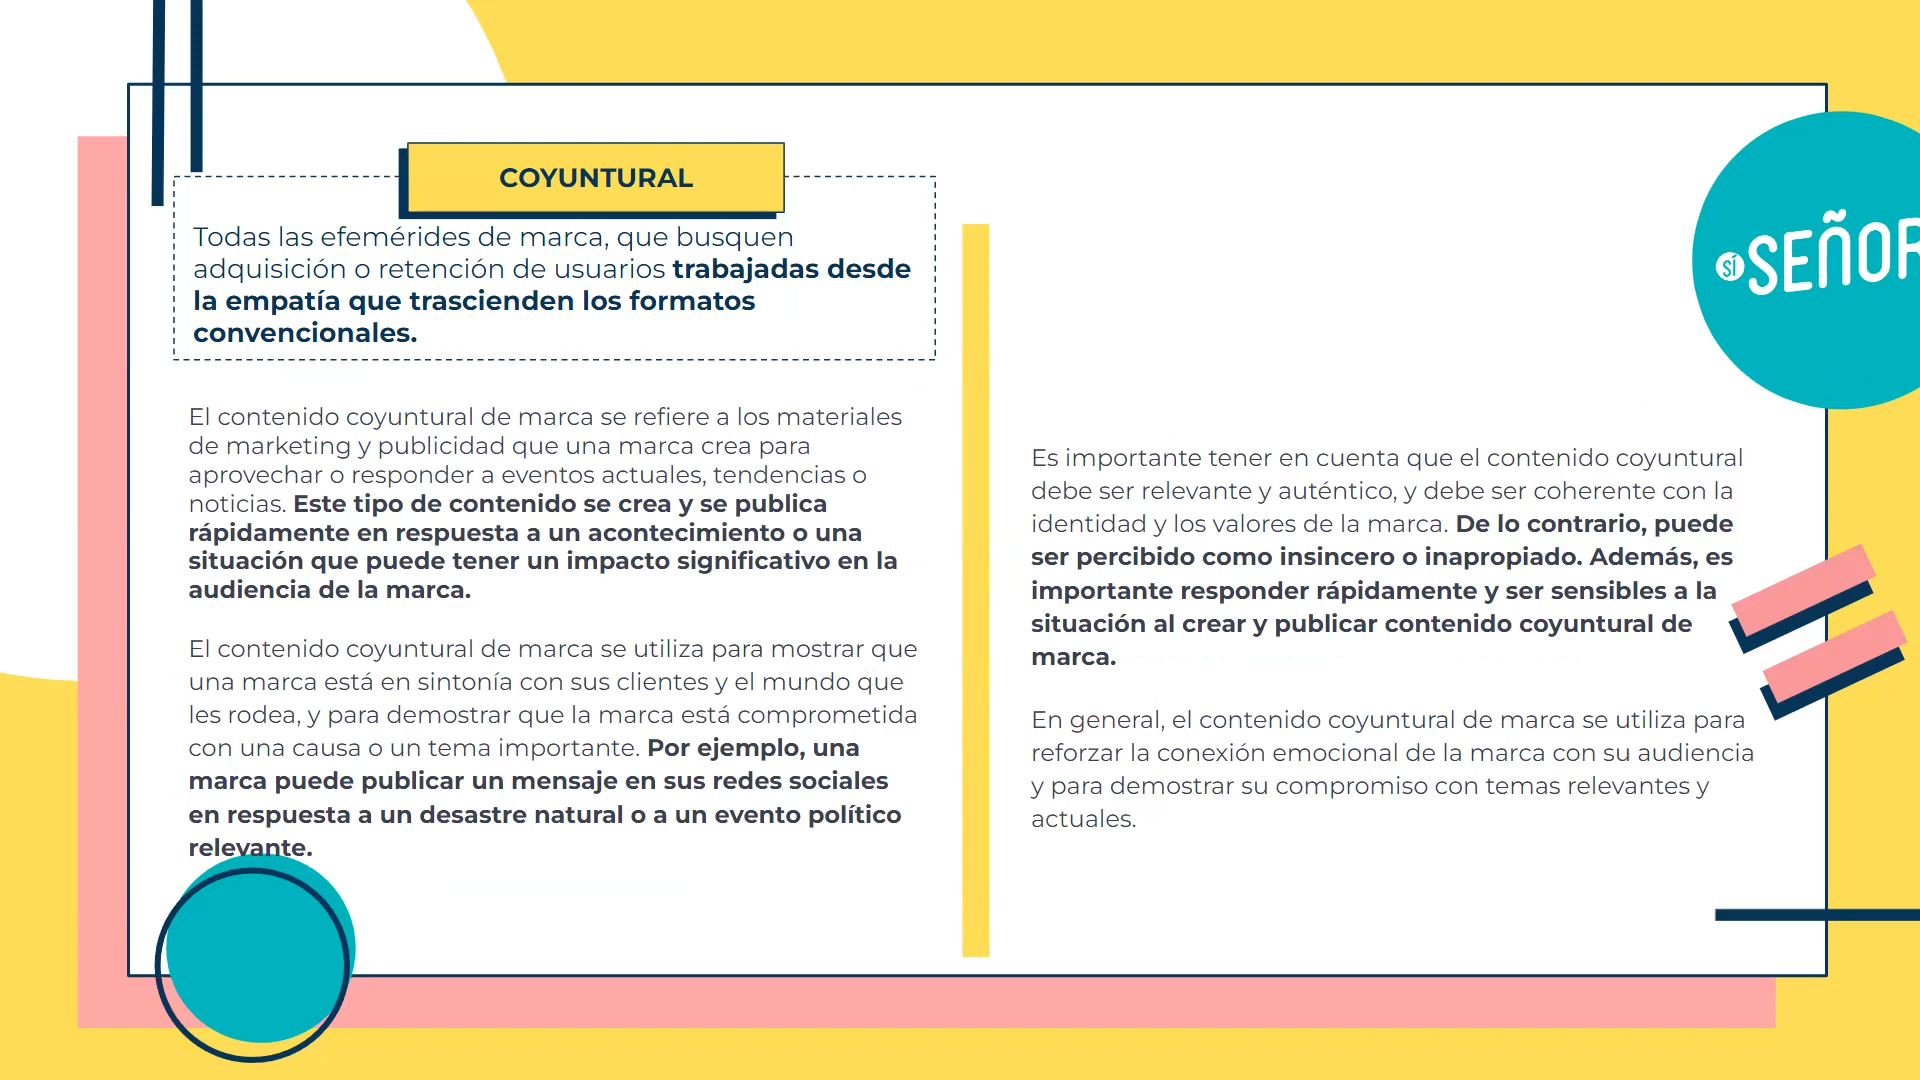 COYUNTURAL
Todas las efemérides de marca, que busquen
adquisición o retención de usuarios trabajadas desde
la empatía que trascienden los formatos
convencionales.
El contenido coyuntural de marca se refiere a los materiales
de marketing y publicidad que una marca crea para
aprovechar o responder a eventos actuales, tendencias o
noticias. Este tipo de contenido se crea y se publica
rápidamente en respuesta a un acontecimiento o una
situación que puede tener un impacto significativo en la
audiencia de la marca.
El contenido coyuntural de marca se utiliza para mostrar que
una marca está en sintonía con sus clientes y el mundo que
les rodea, y para demostrar que la marca está comprometida
con una causa o un tema importante. Por ejemplo, una
marca puede publicar un mensaje en sus redes sociales
en respuesta a un desastre natural o a un evento político
relevante.
Es importante tener en cuenta que el contenido coyuntural
debe ser relevante y auténtico, y debe ser coherente con la
identidad y los valores de la marca. De lo contrario, puede
ser percibido como insincero o inapropiado. Además, es
importante responder rápidamente y ser sensibles a la
situación al crear y publicar contenido coyuntural de
marca.
En general, el contenido coyuntural de marca se utiliza para
reforzar la conexión emocional de la marca con su audiencia
y para demostrar su compromiso con temas relevantes y
actuales.
SÍ SEÑOR